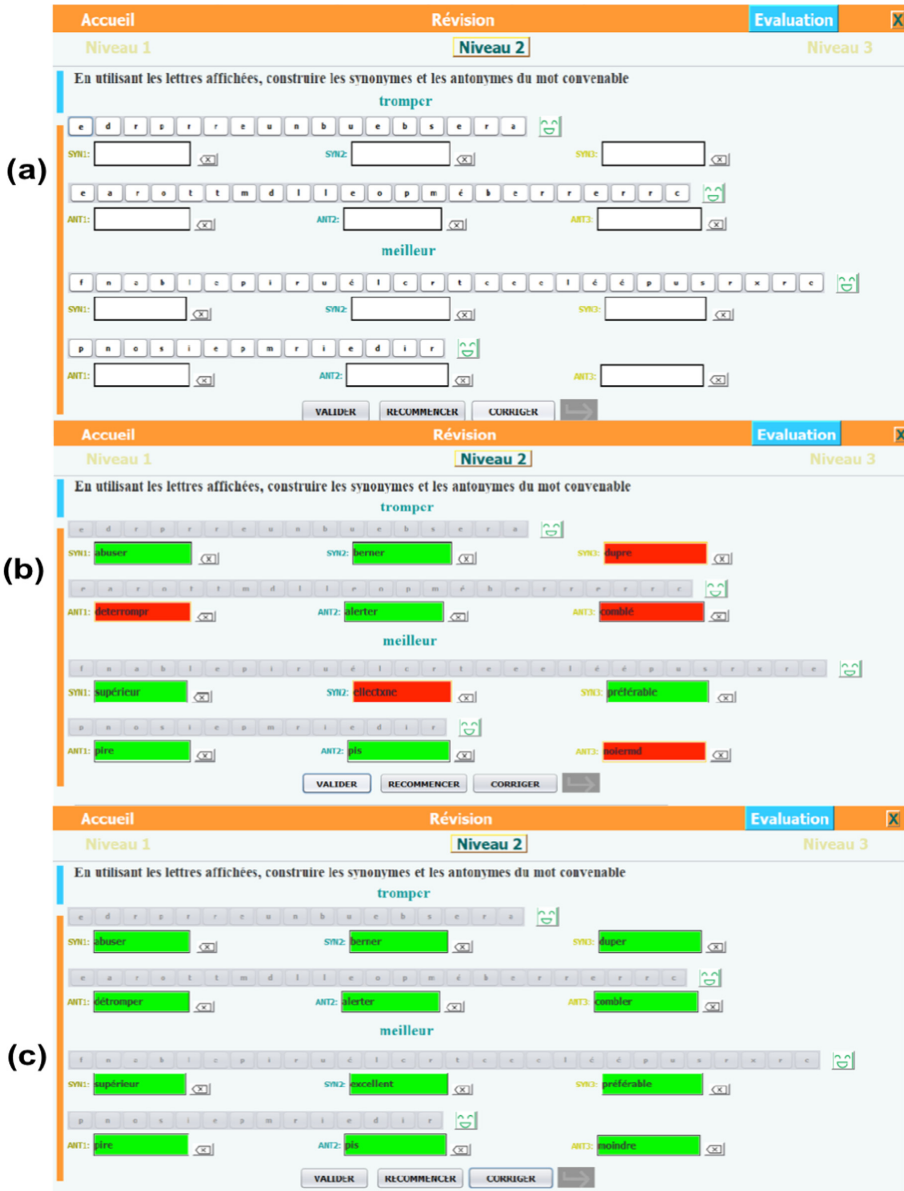 Accueil Révision Evaluation X
Niveau 1 Niveau 2 Niveau 3
En utilisant les lettres affichées, construire les synonymes et les antonymes du mot convenable
tromper
e d r p r r e u n b u e b s e r a
SYN1: SYN2: SYN3:
(a)
e a r o t t m d l l e o p m é b e r r e r r c
ANT1: ANT2: ANT3:
meilleur
f n a b l e p i r u é l c r t e e e l é é p u s r x r e
SYN1: SYN2: SYN3:
p n o s i e p m r i e d i r
ANT1: ANT2: ANT3:
VALIDER RECOMMENCER CORRIGER
Accueil Révision Evaluation X
Niveau 1 Niveau 2 Niveau 3
En utilisant les lettres affichées, construire les synonymes et les antonymes du mot convenable
tromper
e d r p r r e u n b u e b s e r a
SYN1: abuser SYN2: berner SYN3: dupre
(b)
e a r o t t m d l l e o p m é b e r r e r r c
ANT1: deterrompr ANT2: alerter ANT3: comblé
meilleur
f n a b l e p i r u é l c r t e e e l é é p u s r x r e
SYN1: supérieur SYN2: ellectxne SYN3: préférable
p n o s i e p m r i e d i r
ANT1: pire ANT2: pis ANT3: noiermd
VALIDER RECOMMENCER CORRIGER
Accueil Révision Evaluation X
Niveau 1 Niveau 2 Niveau 3
En utilisant les lettres affichées, construire les synonymes et les antonymes du mot convenable
tromper
e d r p r r e u n b u e b s e r a
SYN1: abuser SYN2: berner SYN3: duper
e a r o t t m d l l e o p m é b e r r e r r c
ANT1: détromper ANT2: alerter ANT3: combler
meilleur
(c)
f n a b l e p i r u é l c r t e e e l é é p u s r x r e
SYN1: supérieur SYN2: excellent SYN3: préférable
p n o s i e p m r i e d i r
ANT1: pire ANT2: pis ANT3: moindre
VALIDER RECOMMENCER CORRIGER